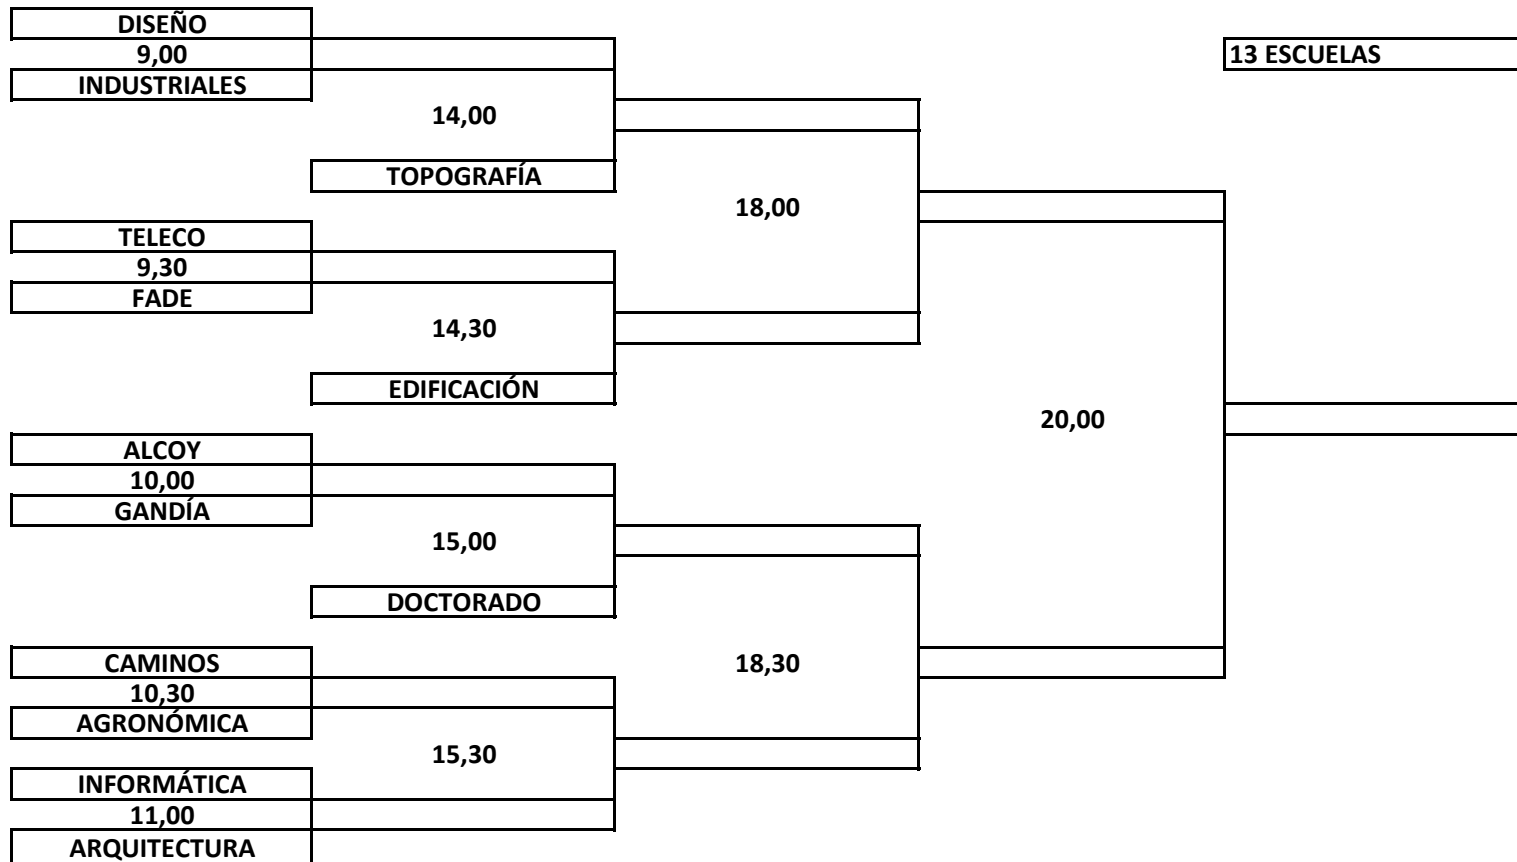 DISEÑO
9,00
13 ESCUELAS
INDUSTRIALES
14,00
TOPOGRAFÍA
18,00
TELECO
9,30
FADE
14,30
EDIFICACIÓN
20,00
ALCOY
10,00
GANDÍA
15,00
DOCTORADO
CAMINOS
18,30
10,30
AGRONÓMICA
15,30
INFORMÁTICA
11,00
ARQUITECTURA